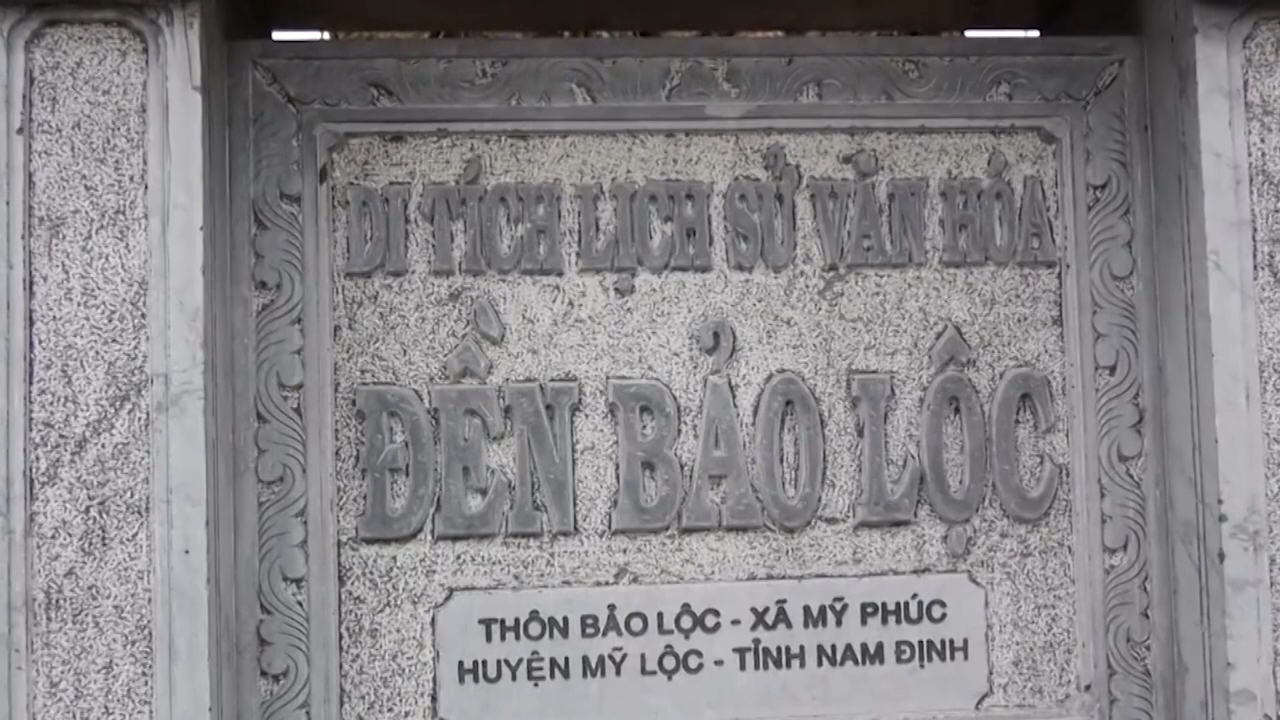 DI TÍCH LỊCH SỬ VĂN HÓA
ĐỀN BẢO LỘC
THÔN BẢO LỘC - XÃ MỸ PHÚC
HUYỆN MỸ LỘC - TỈNH NAM ĐỊNH